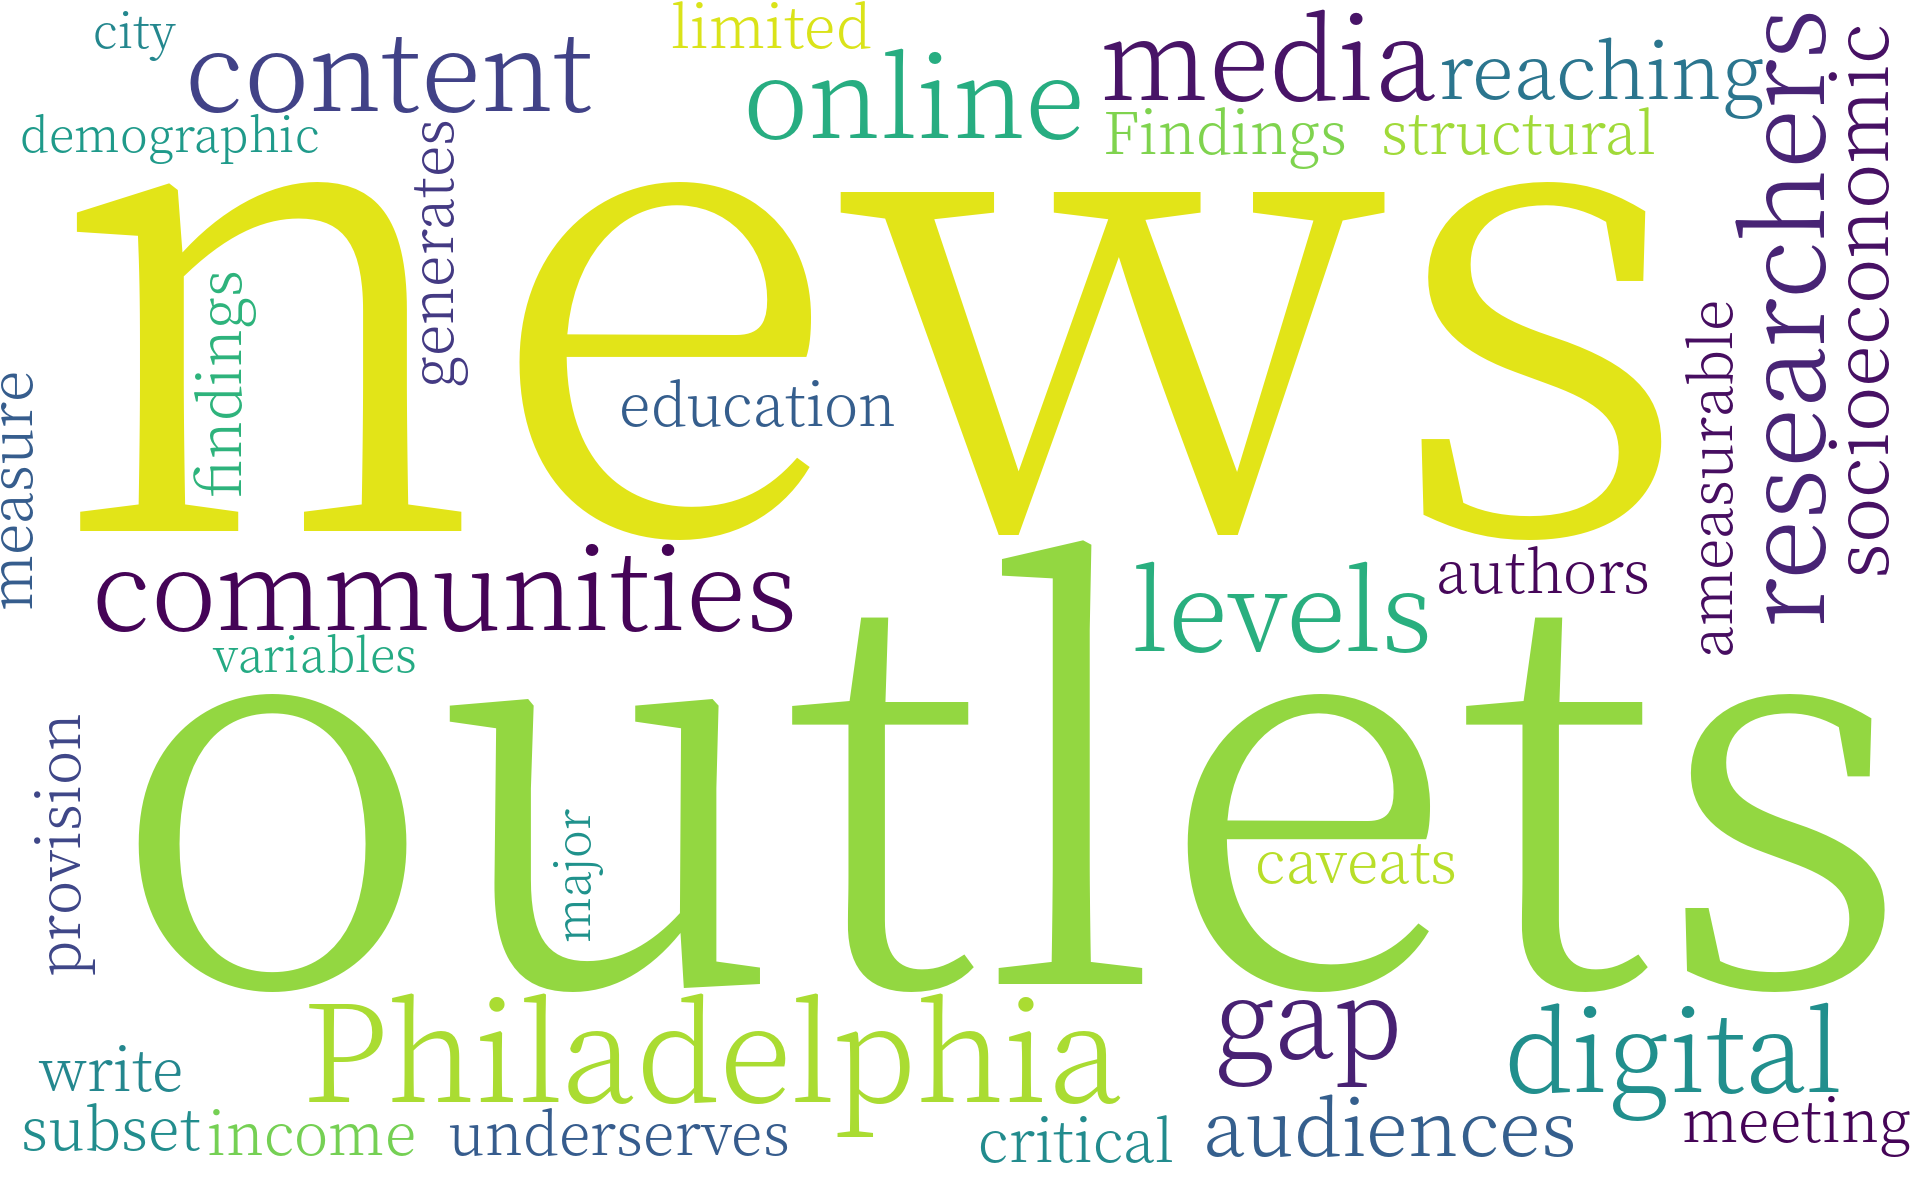 city
content
limited
online
media
reaching
researchers
socioeconomic
demographic
generates
Findings
structural
news
findings
education
measure
ameasurable
communities
levels
authors
variables
outlets
provision
major
caveats
Philadelphia
gap
digital
write
subset
income
underserves
critical
audiences
meeting